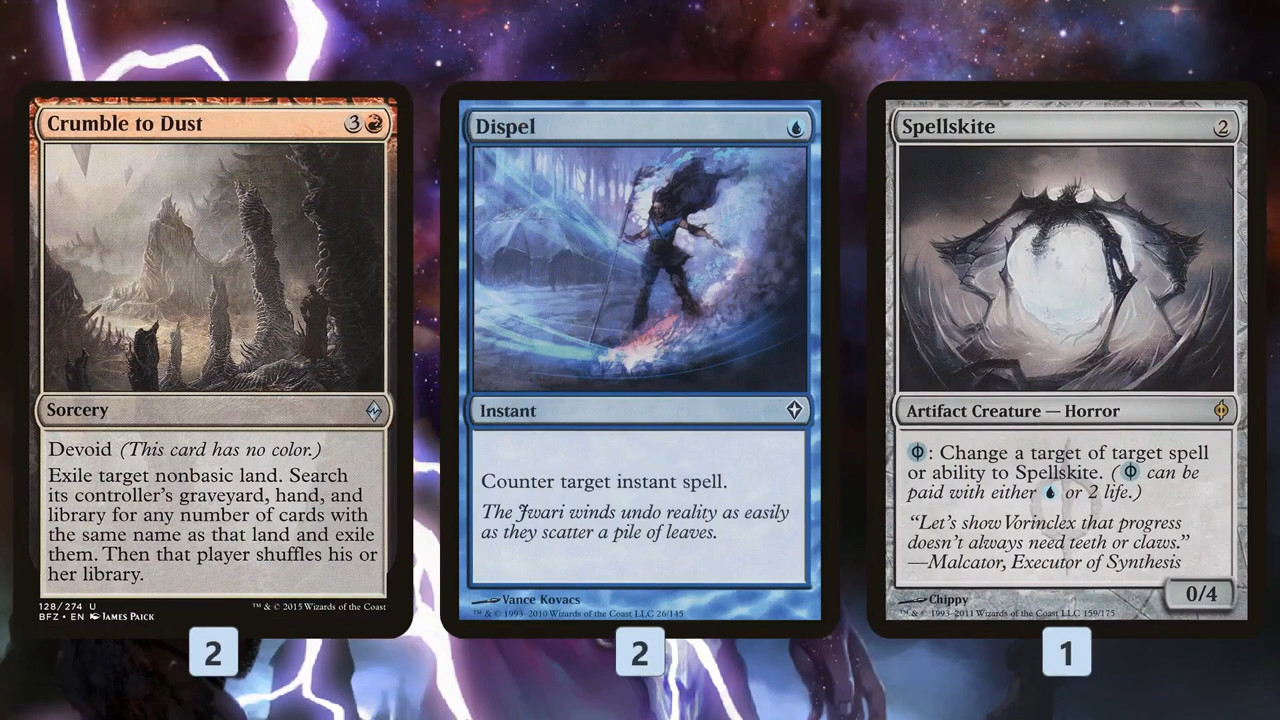 Crumble to Dust
3
Sorcery
Devoid (This card has no color.)
Exile target nonbasic land. Search
its controller's graveyard, hand, and
library for any number of cards with
the same name as that land and exile
them. Then that player shuffles his or
her library.
128/274 U
BFZ • EN James Paick
™ & © 2015 Wizards of the Coast
2
Dispel
Instant
Counter target instant spell.
The Jwari winds undo reality as easily
as they scatter a pile of leaves.
Vance Kovacs
™ & © 1993-2010 Wizards of the Coast LLC 26/145
2
Spellskite
2
Artifact Creature — Horror
: Change a target of target spell
or ability to Spellskite. ( can be
paid with either or 2 life.)
"Let's show Vorinclex that progress
doesn't always need teeth or claws."
—Malcator, Executor of Synthesis
0/4
Chippy
™ & © 1993-2011 Wizards of the Coast LLC 159/175
1